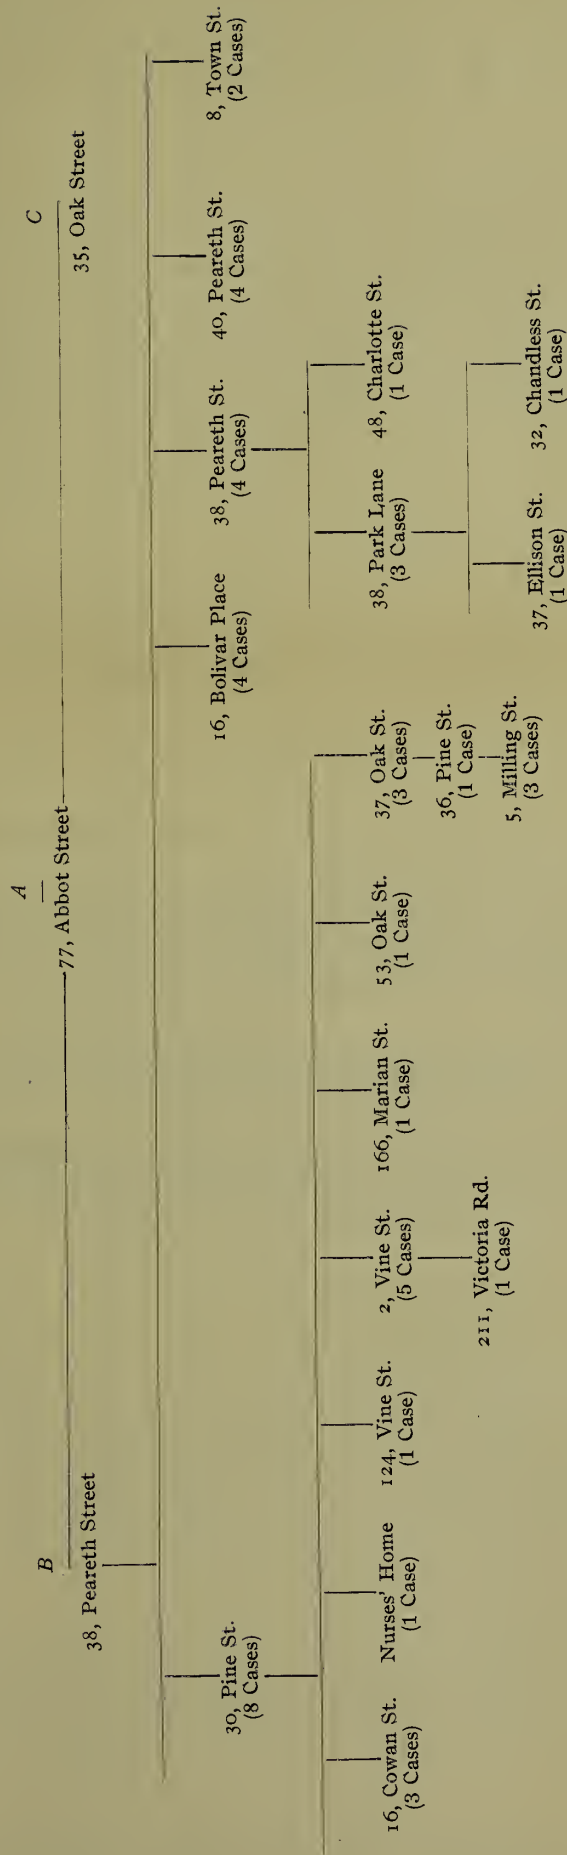 A
77, Abbot Street
B
38, Peareth Street
C
35, Oak Street
30, Pine St.
(8 Cases)
16, Bolivar Place
(4 Cases)
38, Peareth St.
(4 Cases)
40, Peareth St.
(4 Cases)
8, Town St.
(2 Cases)
16, Cowan St.
(3 Cases)
Nurses' Home
(1 Case)
124, Vine St.
(1 Case)
2, Vine St.
(5 Cases)
211, Victoria Rd.
(1 Case)
166, Marian St.
(1 Case)
53, Oak St.
(1 Case)
37, Oak St.
(3 Cases)
36, Pine St.
(1 Case)
5, Milling St.
(3 Cases)
38, Park Lane
(3 Cases)
48, Charlotte St.
(1 Case)
37, Ellison St.
(1 Case)
32, Chandless St.
(1 Case)